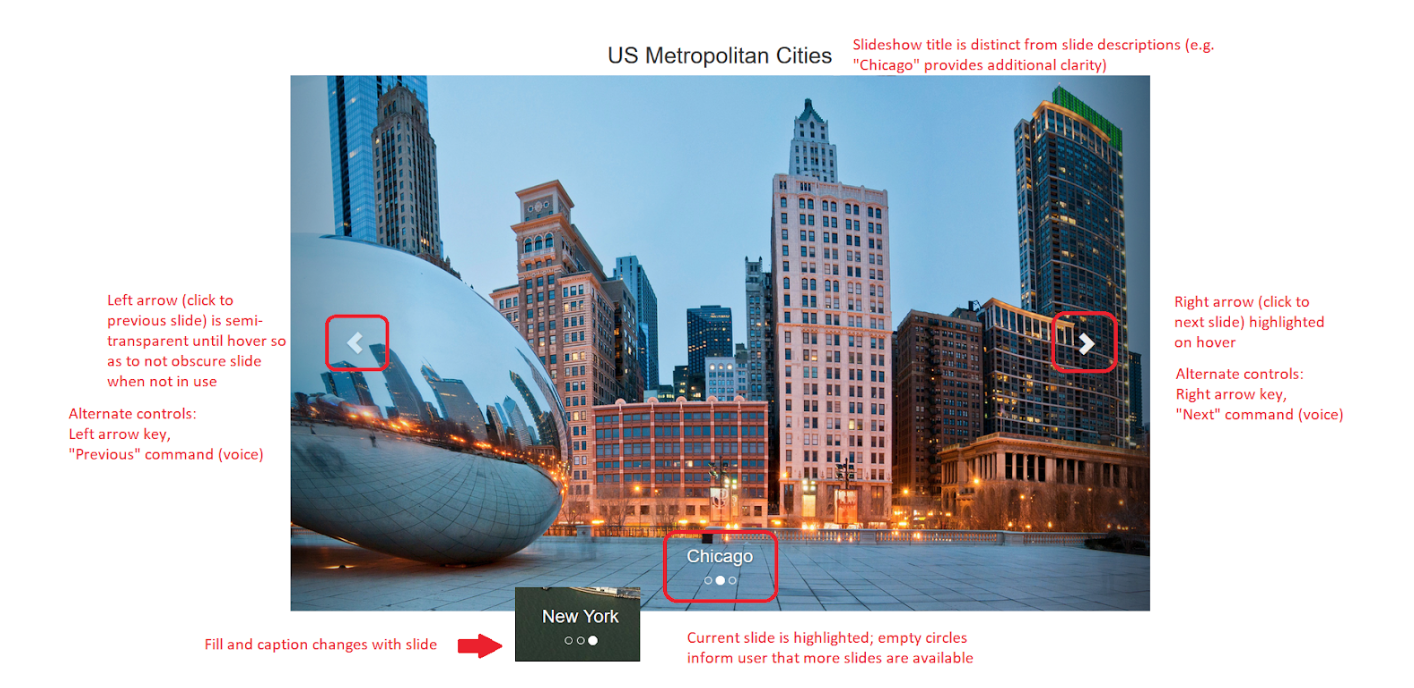 US Metropolitan Cities
Slideshow title is distinct from slide descriptions (e.g.
"Chicago" provides additional clarity)
Left arrow (click to
previous slide) is semi-
transparent until hover so
as to not obscure slide
when not in use
Alternate controls:
Left arrow key,
"Previous" command (voice)
Right arrow (click to
next slide) highlighted
on hover
Alternate controls:
Right arrow key,
"Next" command (voice)
Chicago
New York
Fill and caption changes with slide
Current slide is highlighted; empty circles
inform user that more slides are available